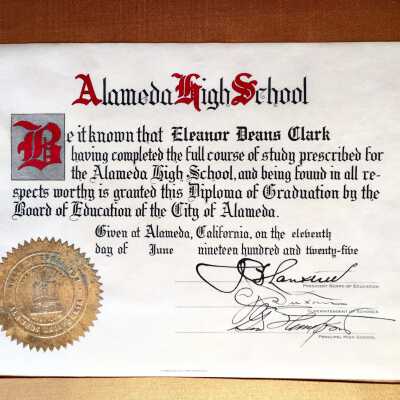 Alameda High School
Be it known that Eleanor Deans Clark
having completed the full course of study prescribed for
the Alameda High School, and being found in all re-
spects worthy is granted this Diploma of Graduation by the
Board of Education of the City of Alameda.
Given at Alameda, California, on the eleventh
day of June nineteen hundred and twenty-five
PRESIDENT BOARD OF EDUCATION
SUPERINTENDENT OF SCHOOLS
PRINCIPAL HIGH SCHOOL